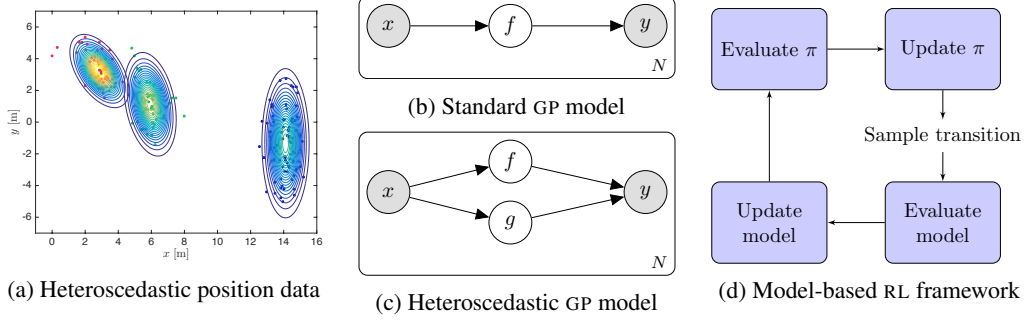 6
4
2
0
-2
-4
-6
y [m]
0 2 4 6 8 10 12 14 16
x [m]
(a) Heteroscedastic position data
x f y
N
(b) Standard GP model
f
x y
g
N
(c) Heteroscedastic GP model
Evaluate π Update π
Sample transition
Update model Evaluate model
(d) Model-based RL framework